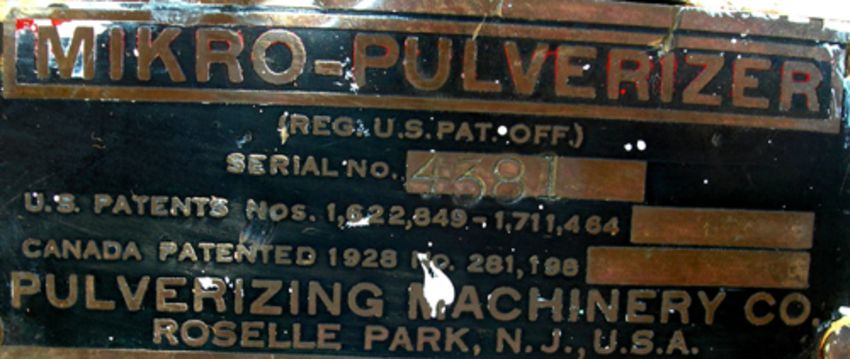 MIKRO-PULVERIZER
(REG. U.S. PAT. OFF.)
SERIAL NO. 4381
U.S. PATENTS NOS. 1,622,849-1,711,464
CANADA PATENTED 1928 NO. 281,198
PULVERIZING MACHINERY CO.
ROSELLE PARK, N.J., U.S.A.